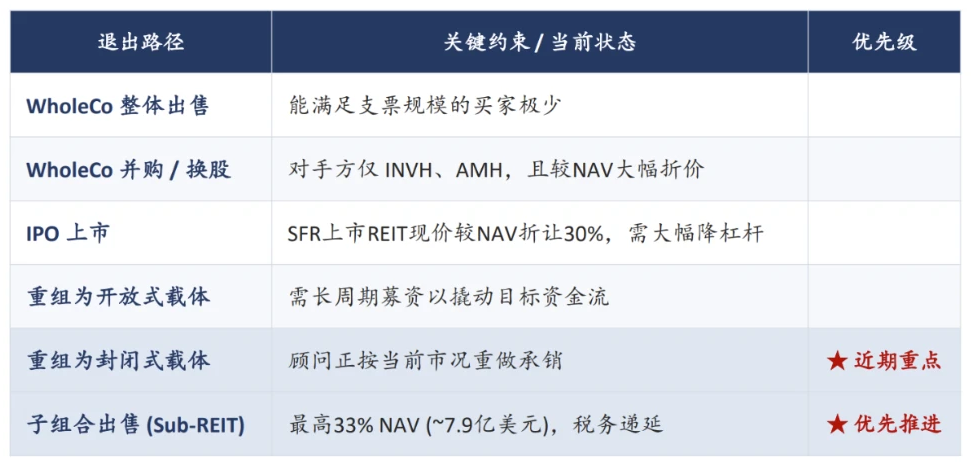 退出路径 关键约束 / 当前状态 优先级
WholeCo 整体出售 能满足支票规模的买家极少
WholeCo 并购 / 换股 对手方仅 INVH、AMH，且较NAV大幅折价
IPO 上市 SFR上市REIT现价较NAV折让30%，需大幅降杠杆
重组为开放式载体 需长周期募资以撬动目标资金流
重组为封闭式载体 顾问正按当前市况重做承销 ★ 近期重点
子组合出售 (Sub-REIT) 最高33% NAV (~7.9亿美元)，税务递延 ★ 优先推进